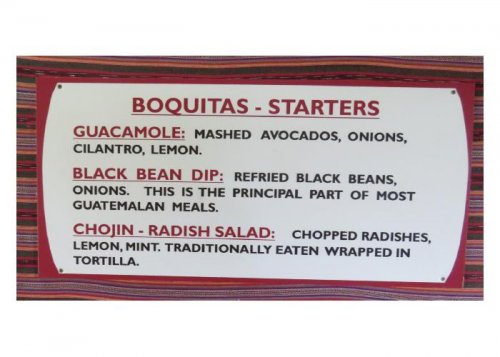 BOQUITAS - STARTERS
GUACAMOLE: MASHED AVOCADOS, ONIONS,
CILANTRO, LEMON.
BLACK BEAN DIP: REFRIED BLACK BEANS,
ONIONS. THIS IS THE PRINCIPAL PART OF MOST
GUATEMALAN MEALS.
CHOJIN - RADISH SALAD: CHOPPED RADISHES,
LEMON, MINT. TRADITIONALLY EATEN WRAPPED IN
TORTILLA.